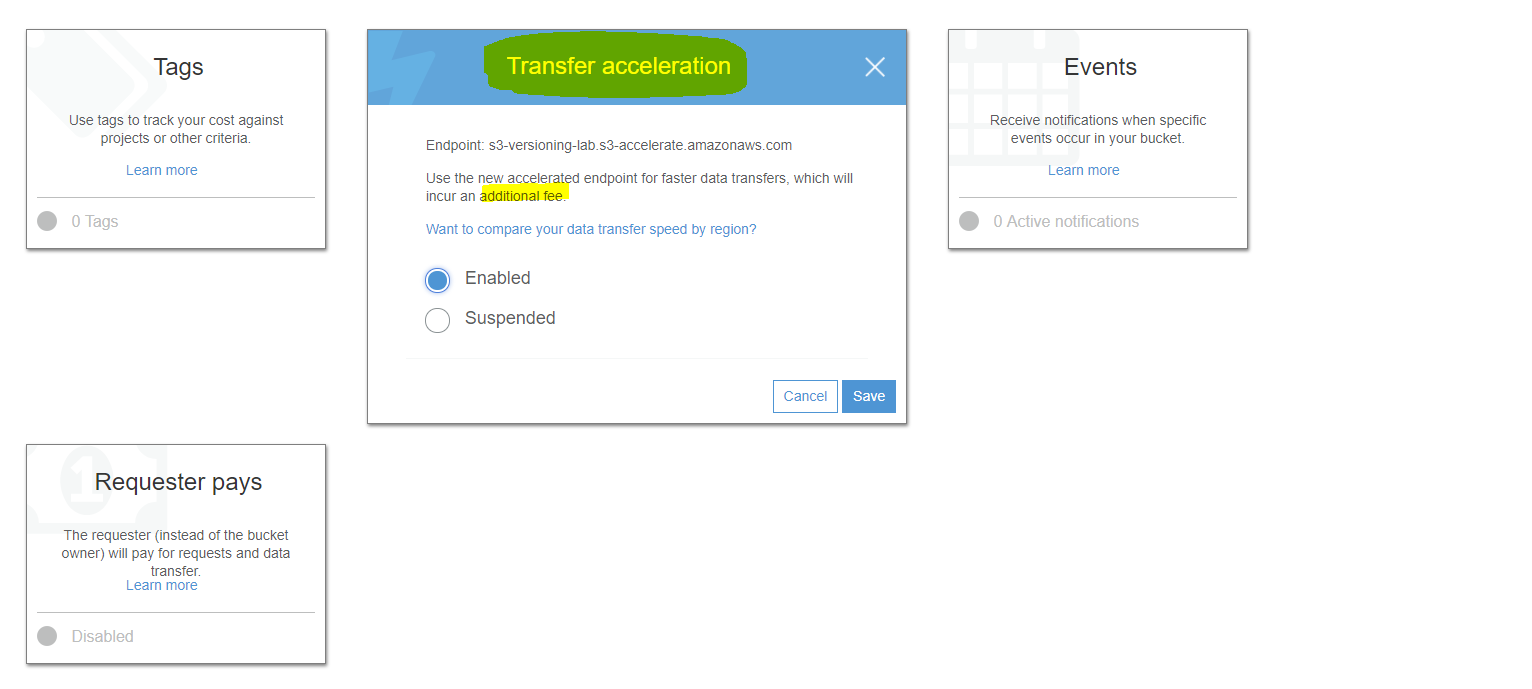 Tags
Use tags to track your cost against
projects or other criteria.
Learn more
0 Tags
Transfer acceleration
Endpoint: s3-versioning-lab.s3-accelerate.amazonaws.com
Use the new accelerated endpoint for faster data transfers, which will
incur an additional fee.
Want to compare your data transfer speed by region?
Enabled
Suspended
Cancel
Save
Events
Receive notifications when specific
events occur in your bucket.
Learn more
0 Active notifications
1
Requester pays
The requester (instead of the bucket
owner) will pay for requests and data
transfer.
Learn more
Disabled